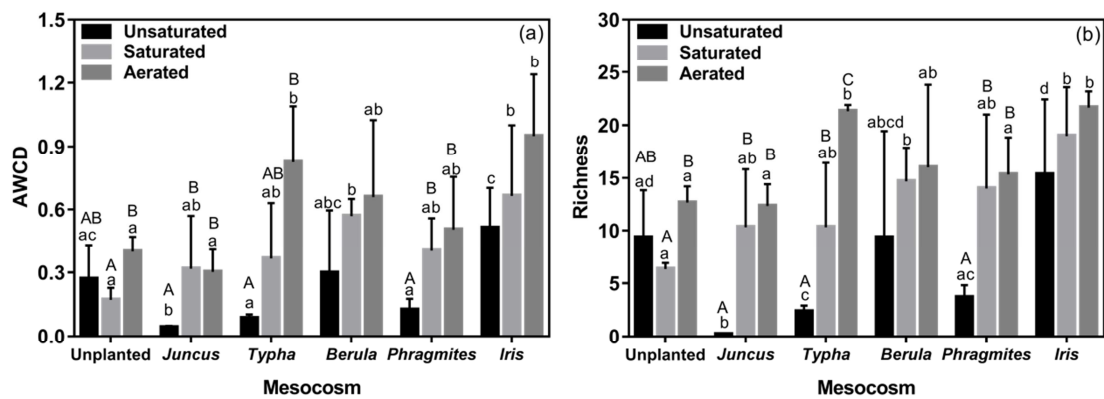 1.5
1.2
0.9
0.6
0.3
0.0
AWCD
Unsaturated
Saturated
Aerated
(a)
AB
ac
A
a
B
a
A
b
B
ab
B
a
A
a
AB
ab
B
b
abc
b
ab
A
a
B
ab
B
ab
c
b
b
Unplanted Juncus Typha Berula Phragmites Iris
Mesocosm
30
25
20
15
10
5
0
Richness
Unsaturated
Saturated
Aerated
(b)
AB
ad
A
a
B
a
A
b
B
ab
B
a
A
c
B
ab
C
b
abcd
b
ab
A
ac
B
ab
B
a
d
b
b
Unplanted Juncus Typha Berula Phragmites Iris
Mesocosm